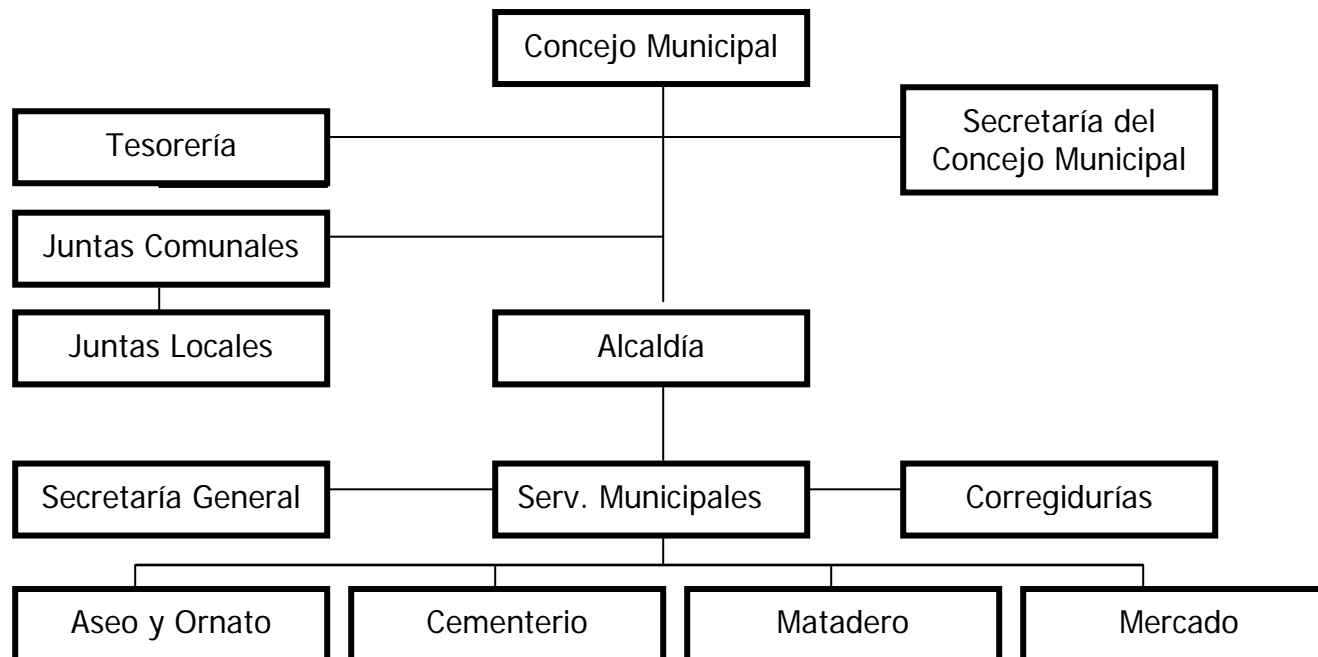 Concejo Municipal
Tesorería
Secretaría del
Concejo Municipal
Juntas Comunales
Juntas Locales
Alcaldía
Secretaría General
Serv. Municipales
Corregidurías
Aseo y Ornato
Cementerio
Matadero
Mercado